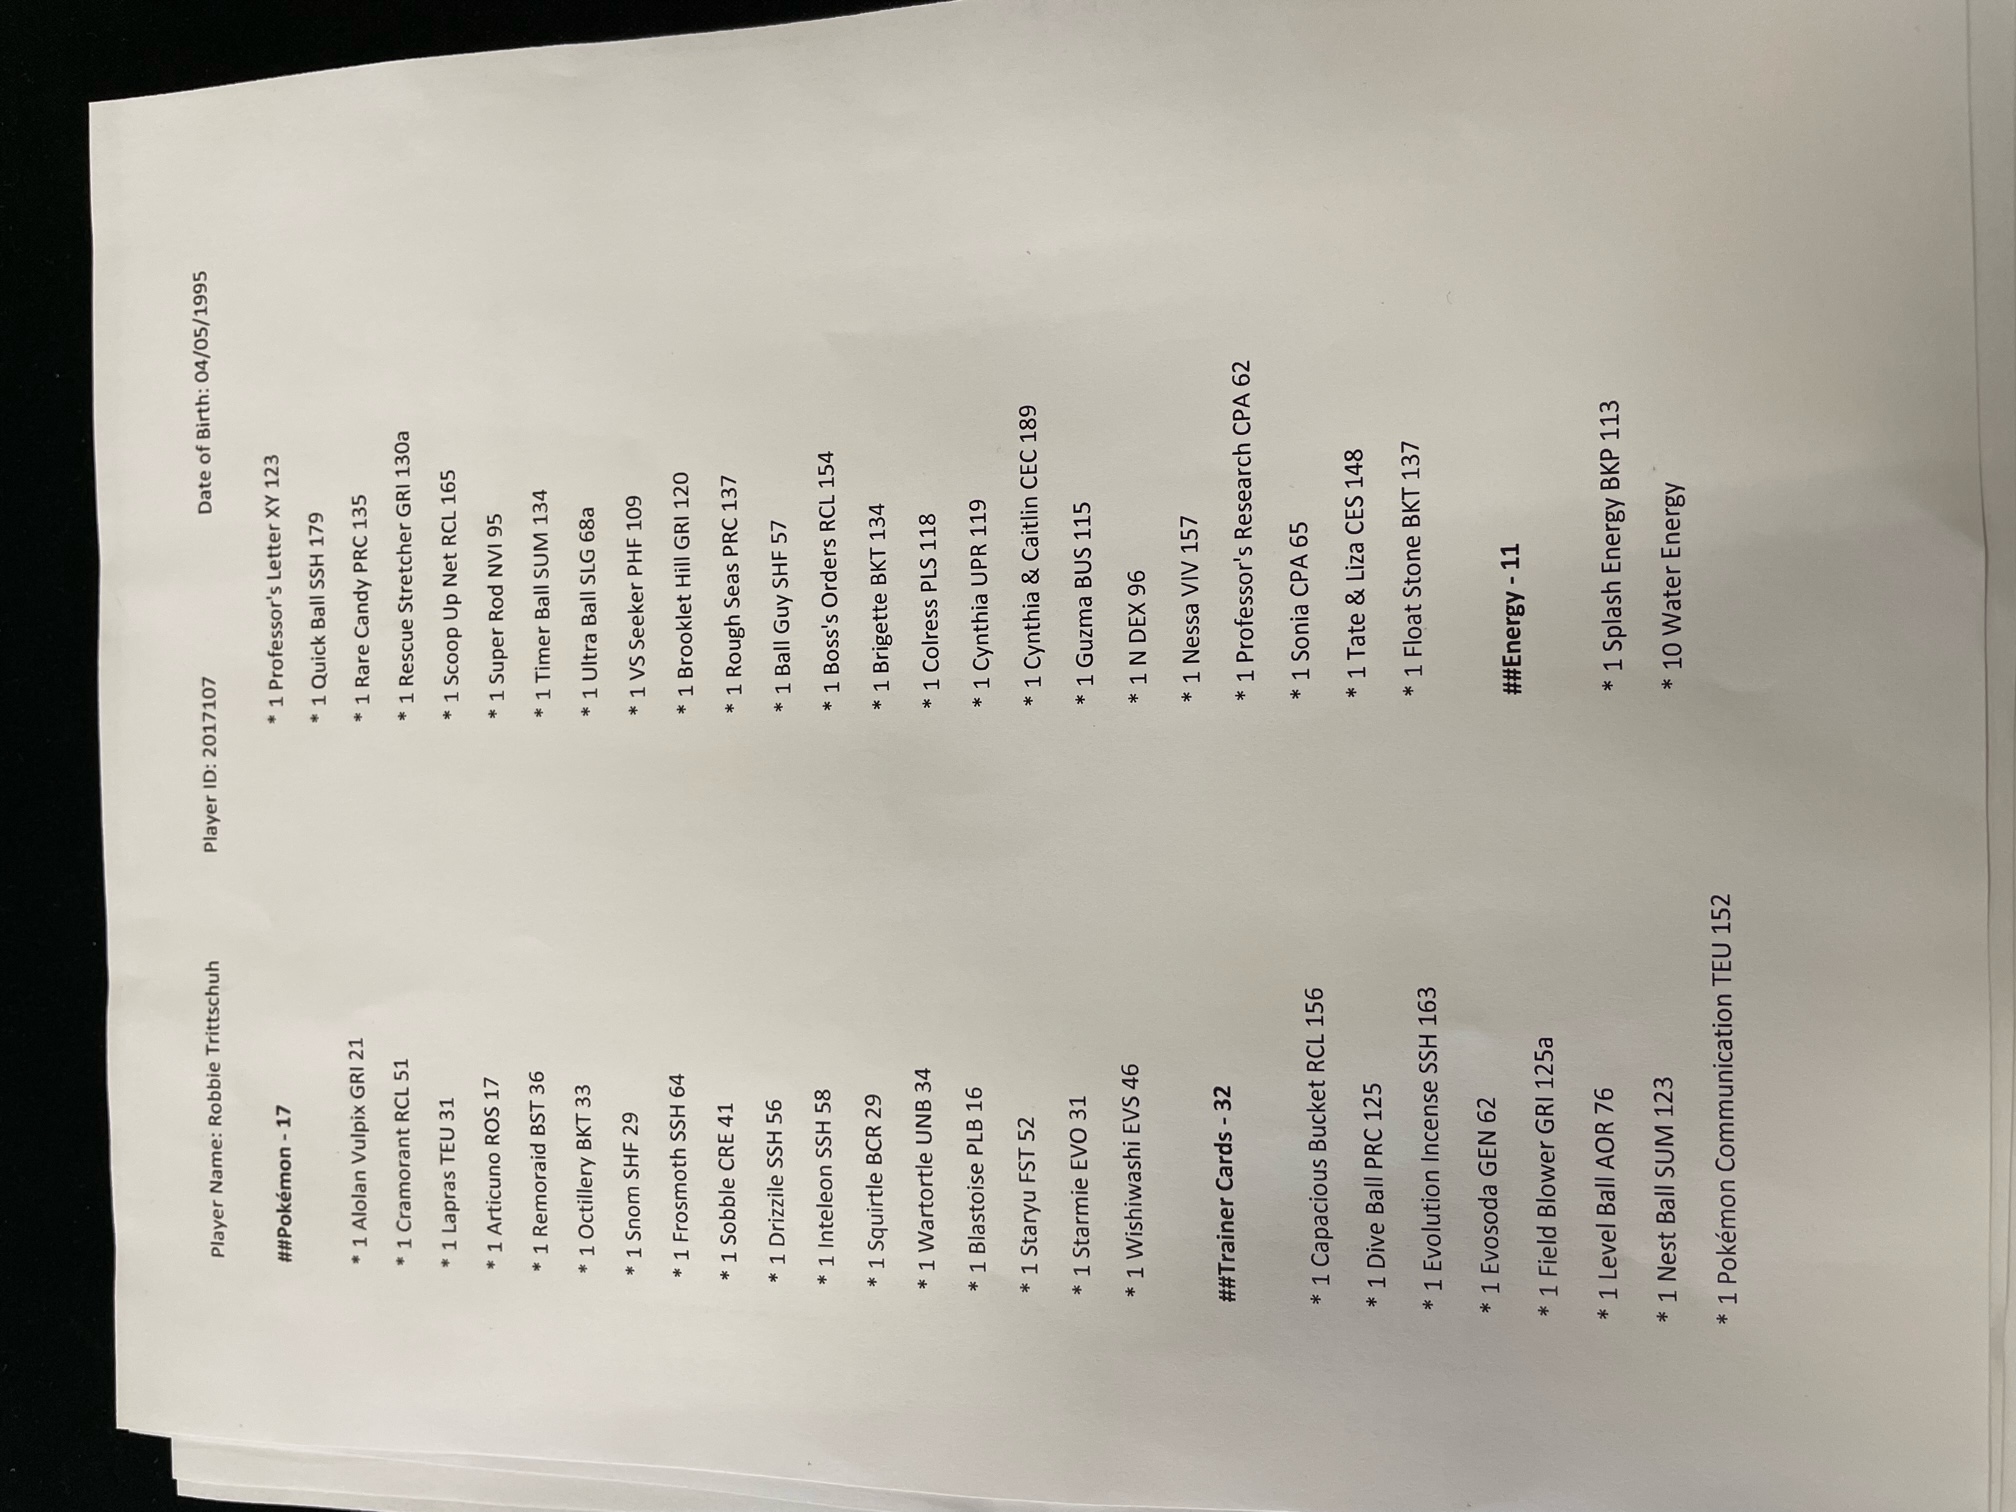 Player Name: Robbie Trittschuh
Player ID: 2017107
Date of Birth: 04/05/1995
##Pokémon - 17
* 1 Alolan Vulpix GRI 21
* 1 Cramorant RCL 51
* 1 Lapras TEU 31
* 1 Articuno ROS 17
* 1 Remoraid BST 36
* 1 Octillery BKT 33
* 1 Snom SHF 29
* 1 Frosmoth SSH 64
* 1 Sobble CRE 41
* 1 Drizzile SSH 56
* 1 Inteleon SSH 58
* 1 Squirtle BCR 29
* 1 Wartortle UNB 34
* 1 Blastoise PLB 16
* 1 Staryu FST 52
* 1 Starmie EVO 31
* 1 Wishiwashi EVS 46
##Trainer Cards - 32
* 1 Capacious Bucket RCL 156
* 1 Dive Ball PRC 125
* 1 Evolution Incense SSH 163
* 1 Evosoda GEN 62
* 1 Field Blower GRI 125a
* 1 Level Ball AOR 76
* 1 Nest Ball SUM 123
* 1 Pokémon Communication TEU 152
* 1 Professor's Letter XY 123
* 1 Quick Ball SSH 179
* 1 Rare Candy PRC 135
* 1 Rescue Stretcher GRI 130a
* 1 Scoop Up Net RCL 165
* 1 Super Rod NVI 95
* 1 Timer Ball SUM 134
* 1 Ultra Ball SLG 68a
* 1 VS Seeker PHF 109
* 1 Brooklet Hill GRI 120
* 1 Rough Seas PRC 137
* 1 Ball Guy SHF 57
* 1 Boss's Orders RCL 154
* 1 Brigette BKT 134
* 1 Colress PLS 118
* 1 Cynthia UPR 119
* 1 Cynthia & Caitlin CEC 189
* 1 Guzma BUS 115
* 1 N DEX 96
* 1 Nessa VIV 157
* 1 Professor's Research CPA 62
* 1 Sonia CPA 65
* 1 Tate & Liza CES 148
* 1 Float Stone BKT 137
##Energy - 11
* 1 Splash Energy BKP 113
* 10 Water Energy